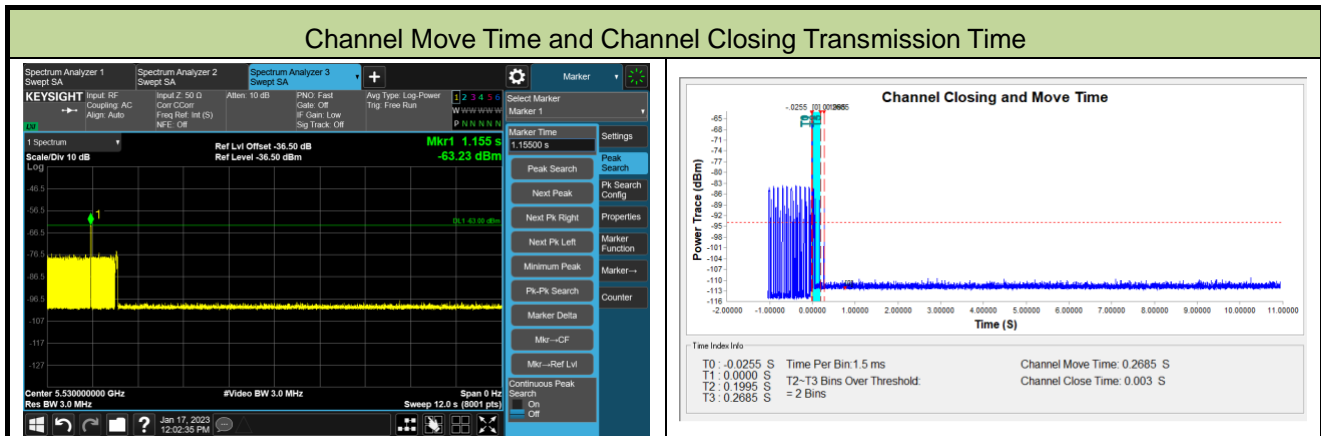 Channel Move Time and Channel Closing Transmission Time
Spectrum Analyzer 1
Swept SA
Spectrum Analyzer 2
Swept SA
Spectrum Analyzer 3
Swept SA
Marker
KEYSIGHT
Input: RF
Coupling: AC
Align: Auto
Input Z: 50 Ω
Corr CCorr
Freq Ref: Int (S)
NFE: Off
Atten: 10 dB
PNO: Fast
Gate: Off
IF Gain: Low
Sig Track: Off
Avg Type: Log-Power
Trig: Free Run
1 2 3 4 5 6
W W W W W W
P N N N N N
LXI
1 Spectrum
Scale/Div 10 dB
Log
Ref Lvl Offset -36.50 dB
Ref Level -36.50 dBm
Mkr1 1.155 s
-63.23 dBm
-46.5
-56.5
-66.5
-76.5
-86.5
-96.5
-107
-117
-127
1
DL1 -63.00 dBm
Center 5.530000000 GHz
Res BW 3.0 MHz
#Video BW 3.0 MHz
Span 0 Hz
Sweep 12.0 s (8001 pts)
Jan 17, 2023
12:02:35 PM
Select Marker
Marker 1
Marker Time
1.15500 s
Peak Search
Next Peak
Next Pk Right
Next Pk Left
Minimum Peak
Pk-Pk Search
Marker Delta
Mkr→CF
Mkr→Ref Lvl
Continuous Peak
Search
On
Off
Settings
Peak
Search
Pk Search
Config
Properties
Marker
Function
Marker→
Counter
Channel Closing and Move Time
Power Trace (dBm)
-65
-68
-71
-74
-77
-80
-83
-86
-89
-92
-95
-98
-101
-104
-107
-110
-113
-116
-2.00000 -1.00000 0.00000 1.00000 2.00000 3.00000 4.00000 5.00000 6.00000 7.00000 8.00000 9.00000 10.00000 11.00000
Time (S)
Time Index Info
T0 : -0.0255 S
T1 : 0.0000 S
T2 : 0.1995 S
T3 : 0.2685 S
Time Per Bin:1.5 ms
T2~T3 Bins Over Threshold:
= 2 Bins
Channel Move Time: 0.2685 S
Channel Close Time: 0.003 S